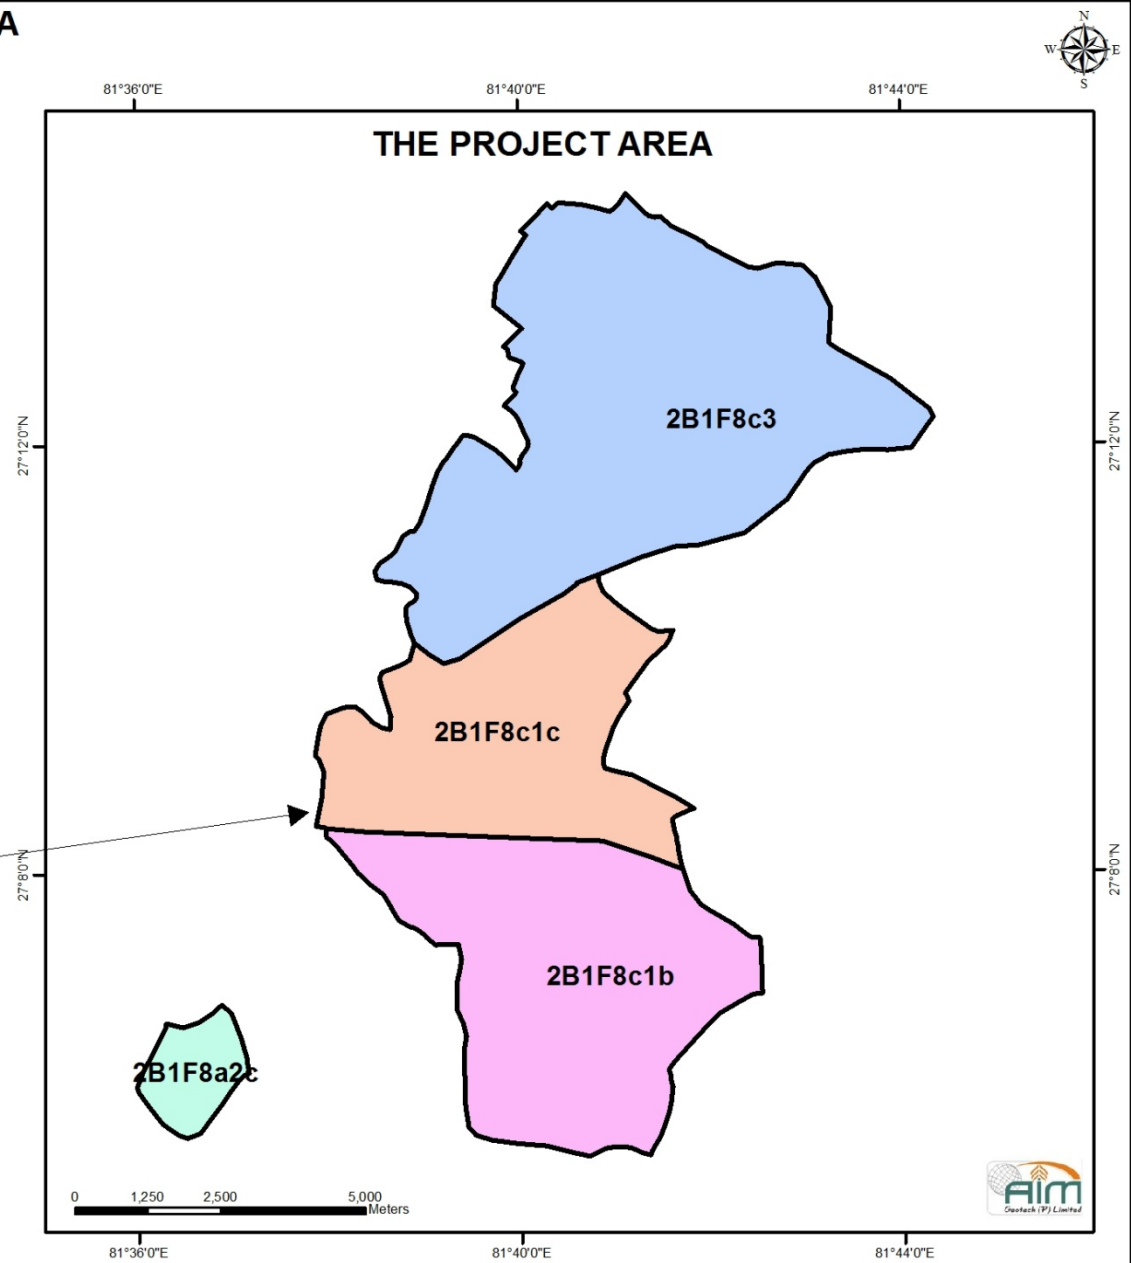 A
N
W E
S
81°36'0"E 81°40'0"E 81°44'0"E
THE PROJECT AREA
2B1F8c3
27°12'0"N 27°12'0"N
2B1F8c1c
27°8'0"N 27°8'0"N
2B1F8c1b
2B1F8a2c
0 1,250 2,500 5,000
Meters
AIM
Geotech (P) Limited
81°36'0"E 81°40'0"E 81°44'0"E